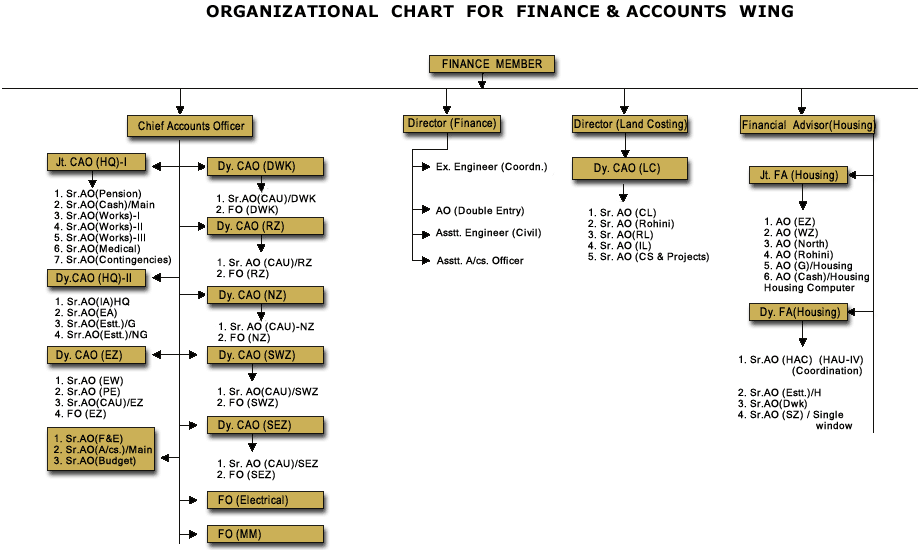 ORGANIZATIONAL CHART FOR FINANCE & ACCOUNTS WING
FINANCE MEMBER
Chief Accounts Officer
Jt. CAO (HQ)-I
1. Sr.AO(Pension)
2. Sr.AO(Cash)/Main
3. Sr.AO(Works)-I
4. Sr.AO(Works)-II
5. Sr.AO(Works)-III
6. Sr.AO(Medical)
7. Sr.AO(Contingencies)
Dy.CAO (HQ)-II
1. Sr.AO(IA)HQ
2. Sr.AO(EA)
3. Sr.AO(Estt.)/G
4. Srr.AO(Estt.)/NG
Dy. CAO (EZ)
1. Sr.AO (EW)
2. Sr.AO (PE)
3. Sr.AO(CAU)/EZ
4. FO (EZ)
1. Sr.AO(F&E)
2. Sr.AO(A/cs.)/Main
3. Sr.AO(Budget)
Dy. CAO (DWK)
1. Sr.AO(CAU)/DWK
2. FO (DWK)
Dy. CAO (RZ)
1. Sr. AO (CAU)/RZ
2. FO (RZ)
Dy. CAO (NZ)
1. Sr. AO (CAU)-NZ
2. FO (NZ)
Dy. CAO (SWZ)
1. Sr. AO(CAU)/SWZ
2. FO (SWZ)
Dy. CAO (SEZ)
1. Sr. AO (CAU)/SEZ
2. FO (SEZ)
FO (Electrical)
FO (MM)
Director (Finance)
Ex. Engineer (Coordn.)
AO (Double Entry)
Asstt. Engineer (Civil)
Asstt. A/cs. Officer
Director (Land Costing)
Dy. CAO (LC)
1. Sr. AO (CL)
2. Sr. AO (Rohini)
3. Sr. AO(RL)
4. Sr. AO (IL)
5. Sr. AO (CS & Projects)
Financial Advisor(Housing)
Jt. FA (Housing)
1. AO (EZ)
2. AO (WZ)
3. AO (North)
4. AO (Rohini)
5. AO (G)/Housing
6. AO (Cash)/Housing
Housing Computer
Dy. FA(Housing)
1. Sr.AO (HAC) (HAU-IV)
(Coordination)
2. Sr.AO (Estt.)/H
3. Sr.AO(Dwk)
4. Sr.AO (SZ) / Single
window